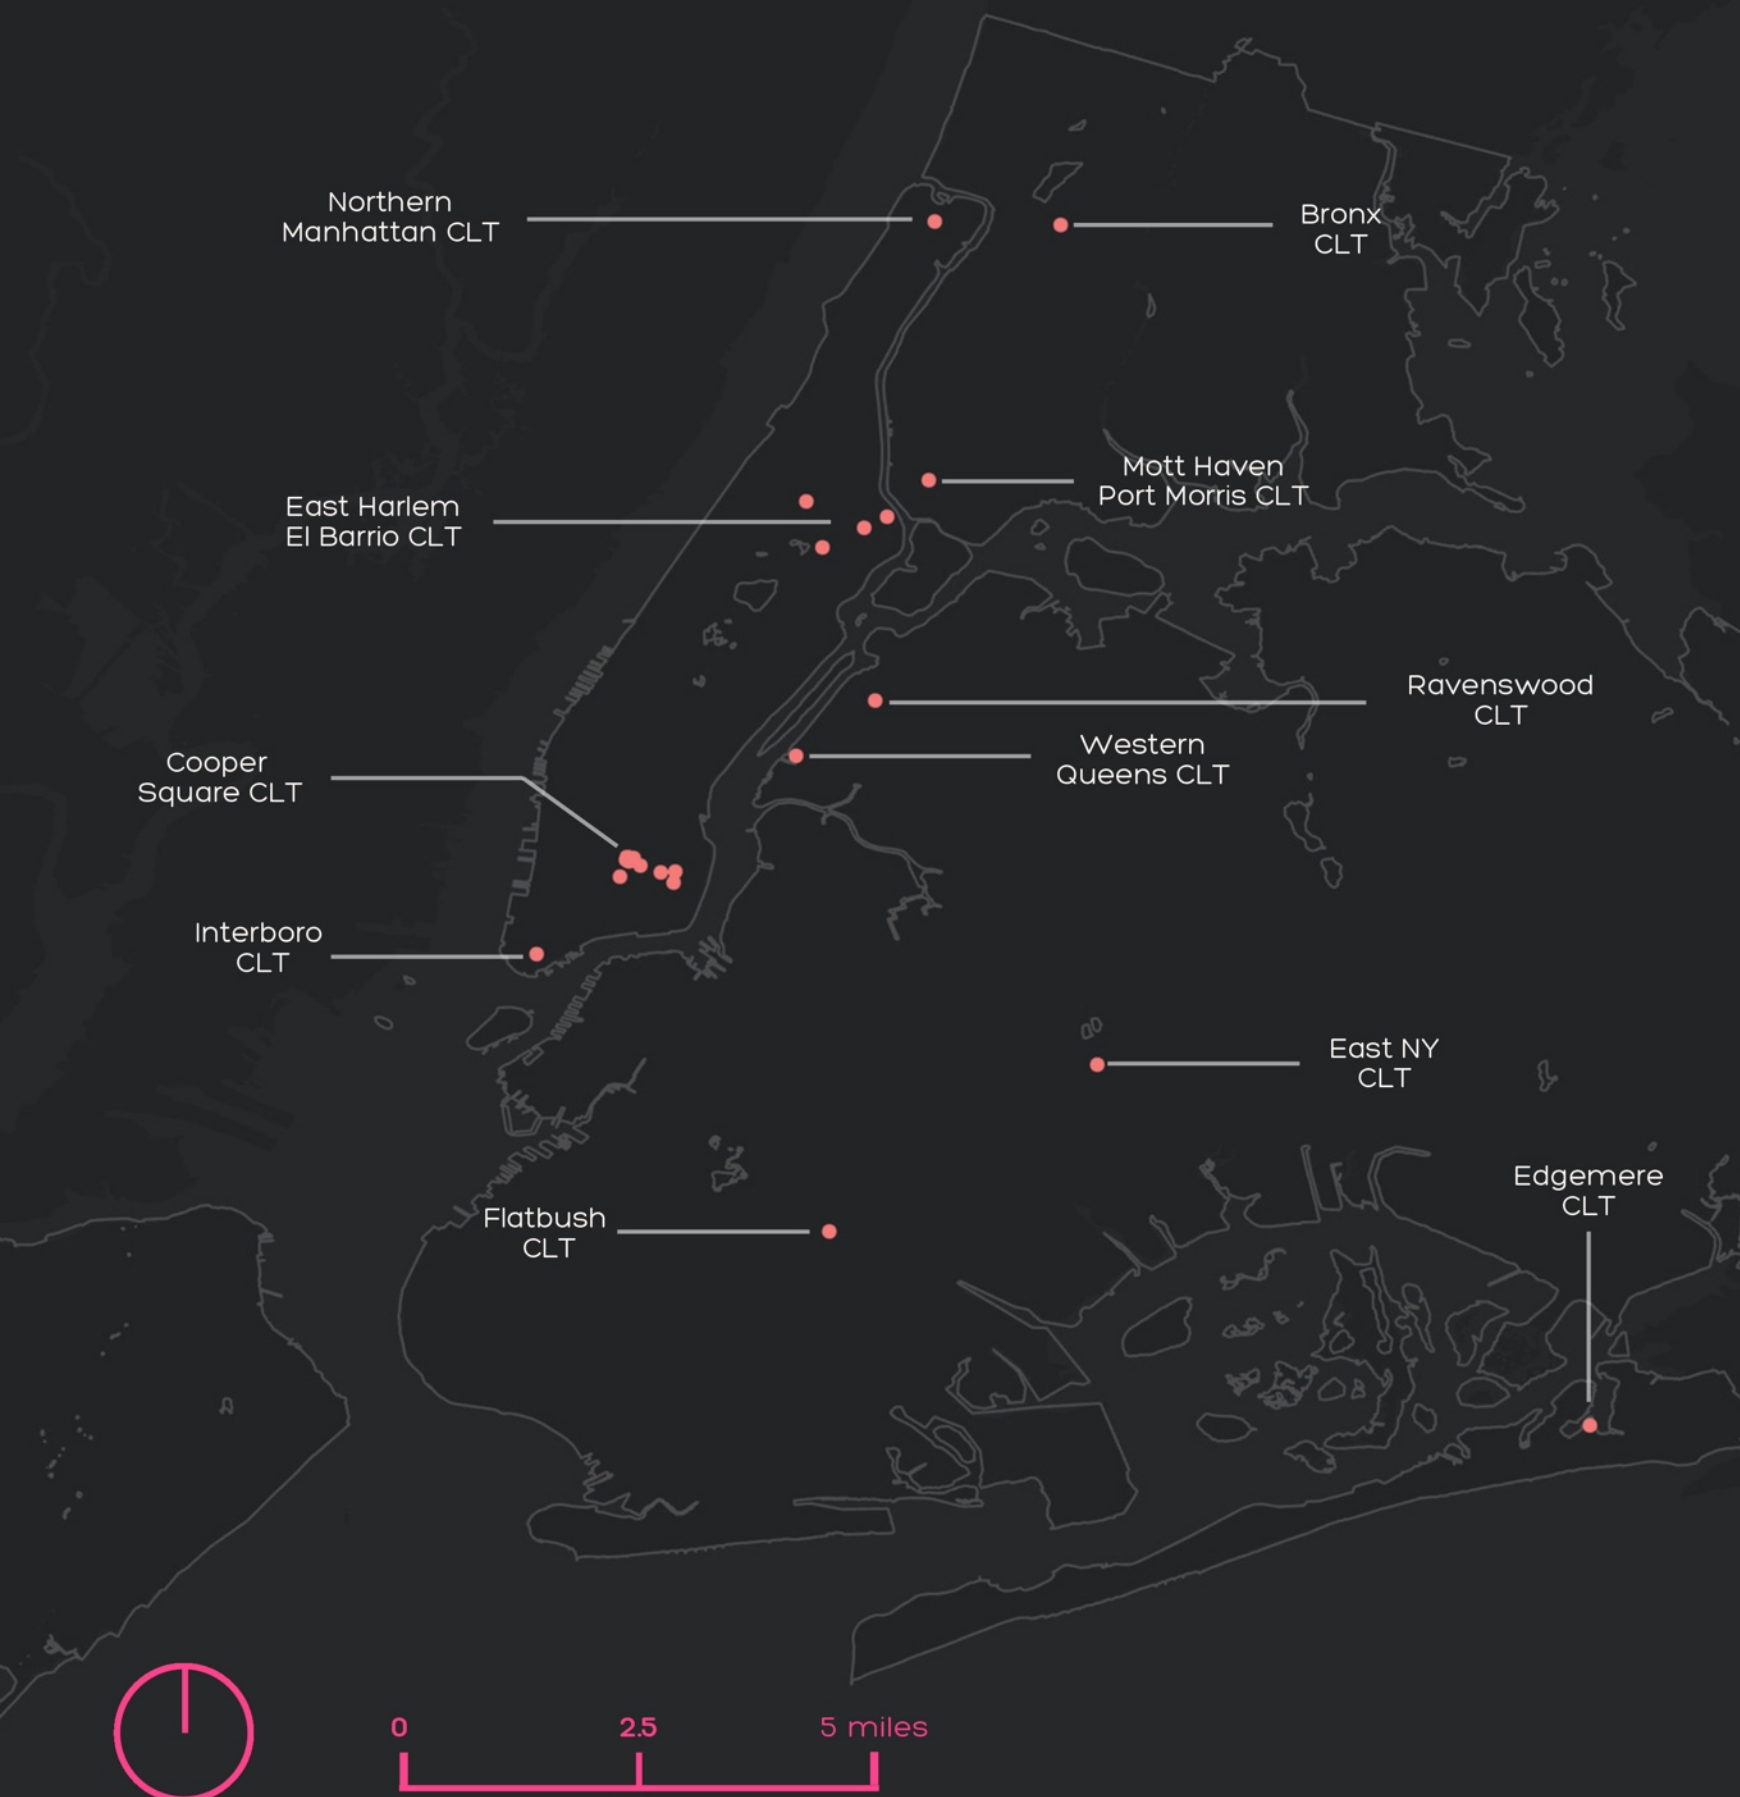 Northern
Manhattan CLT
Bronx
CLT
Mott Haven
Port Morris CLT
East Harlem
El Barrio CLT
Ravenswood
CLT
Western
Queens CLT
Cooper
Square CLT
Interboro
CLT
East NY
CLT
Edgemere
CLT
Flatbush
CLT
0 2.5 5 miles